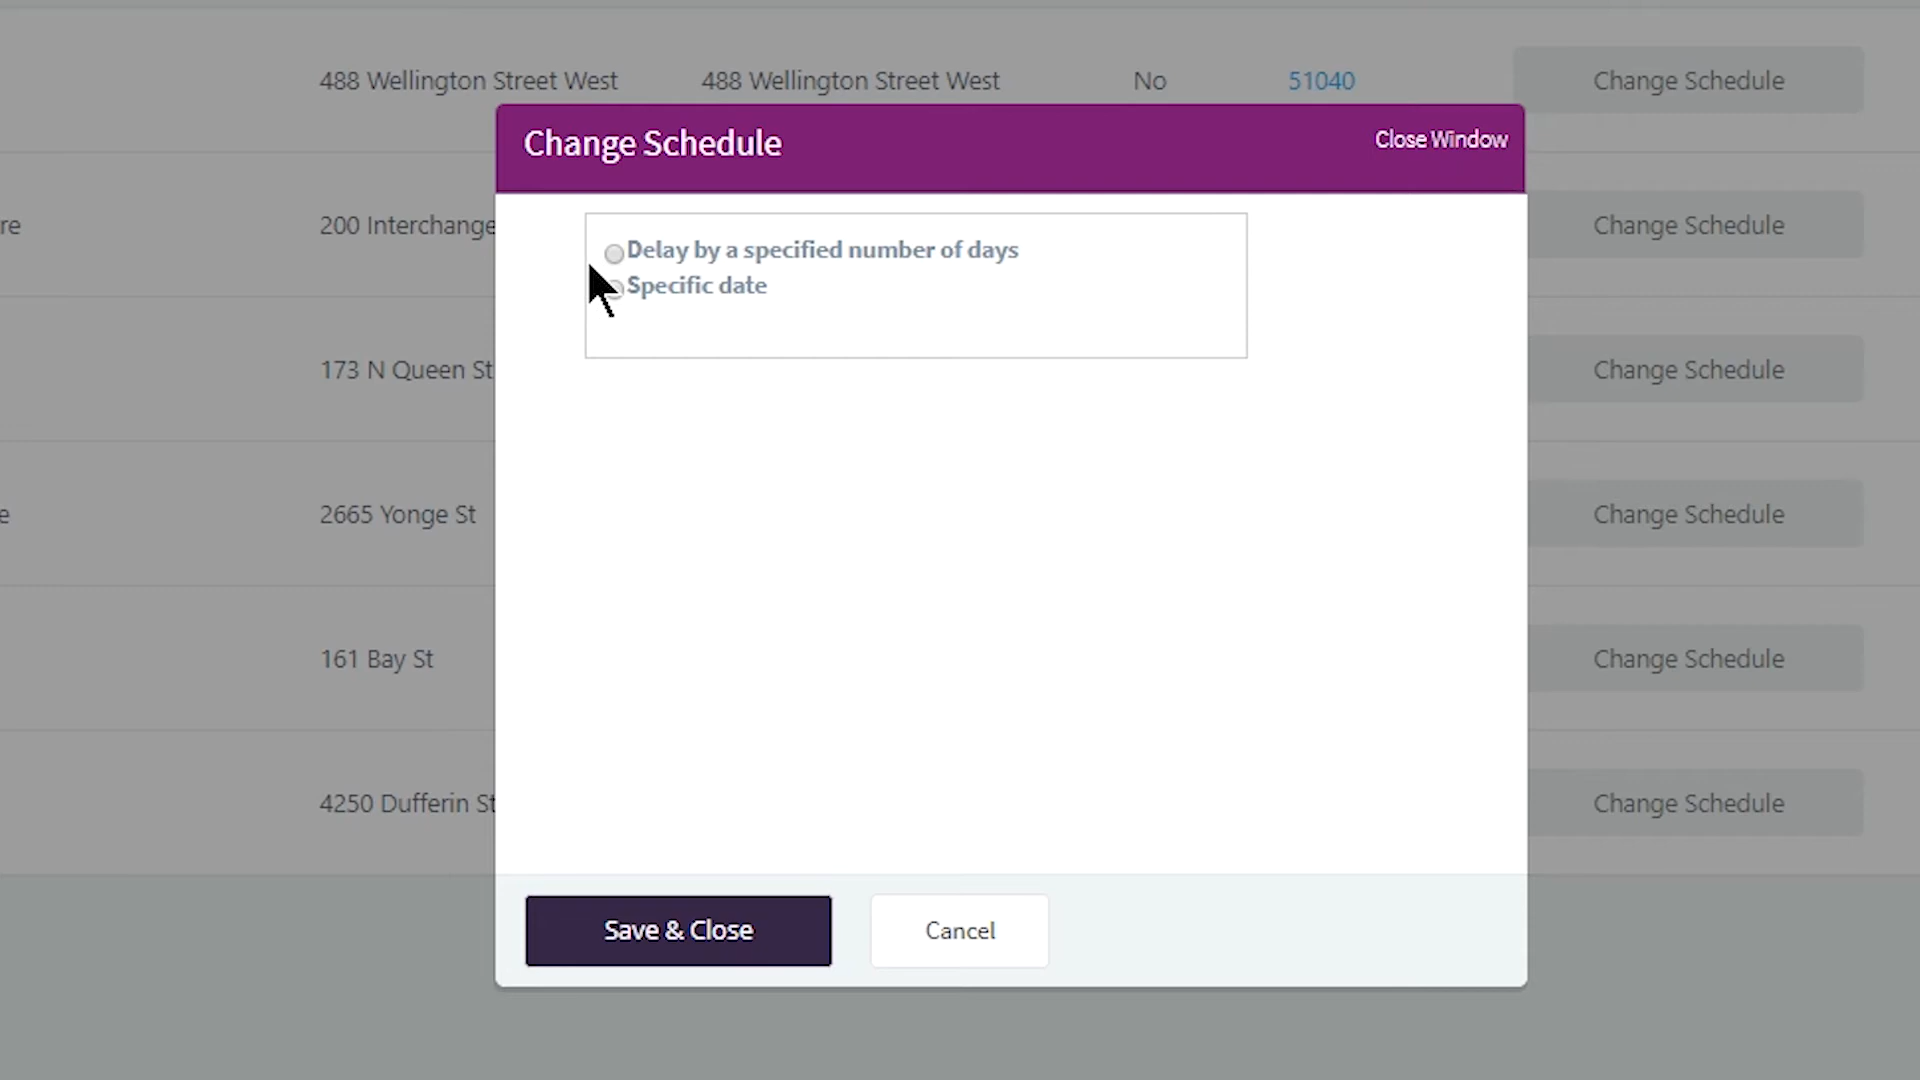 488 Wellington Street West 488 Wellington Street West No 51040 Change Schedule
Change Schedule Close Window
re 200 Interchange Change Schedule
Delay by a specified number of days
Specific date
173 N Queen St Change Schedule
e 2665 Yonge St Change Schedule
161 Bay St Change Schedule
4250 Dufferin St Change Schedule
Save & Close Cancel